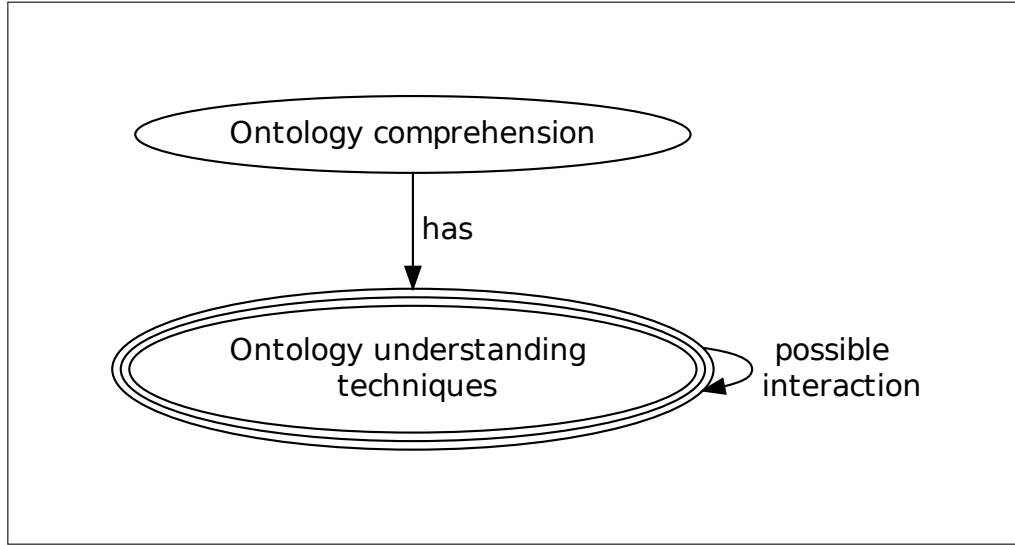 Ontology comprehension
has
Ontology understanding
techniques
possible
interaction